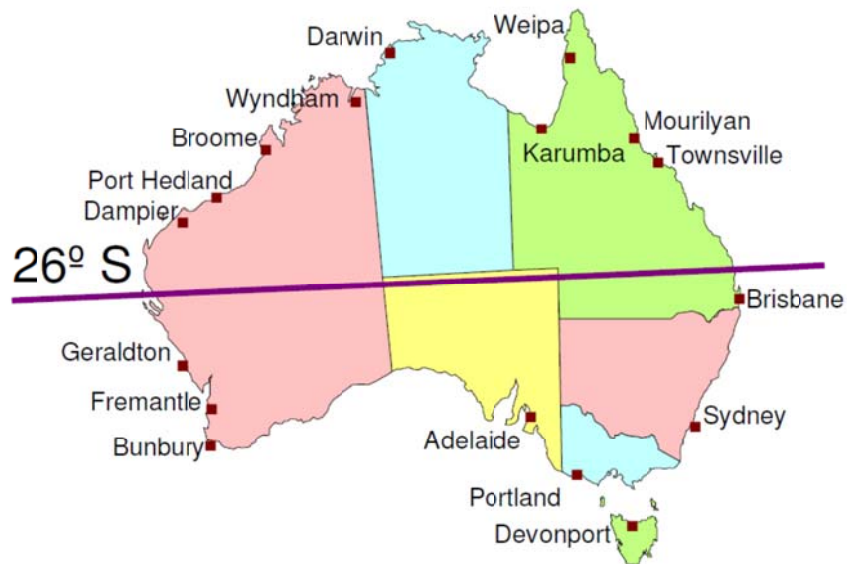 Weipa
Darwin
Wyndham
Mourilyan
Broome
Karumba
Townsville
Port Hedland
Dampier
26º S
Brisbane
Geraldton
Fremantle
Sydney
Adelaide
Bunbury
Portland
Devonport